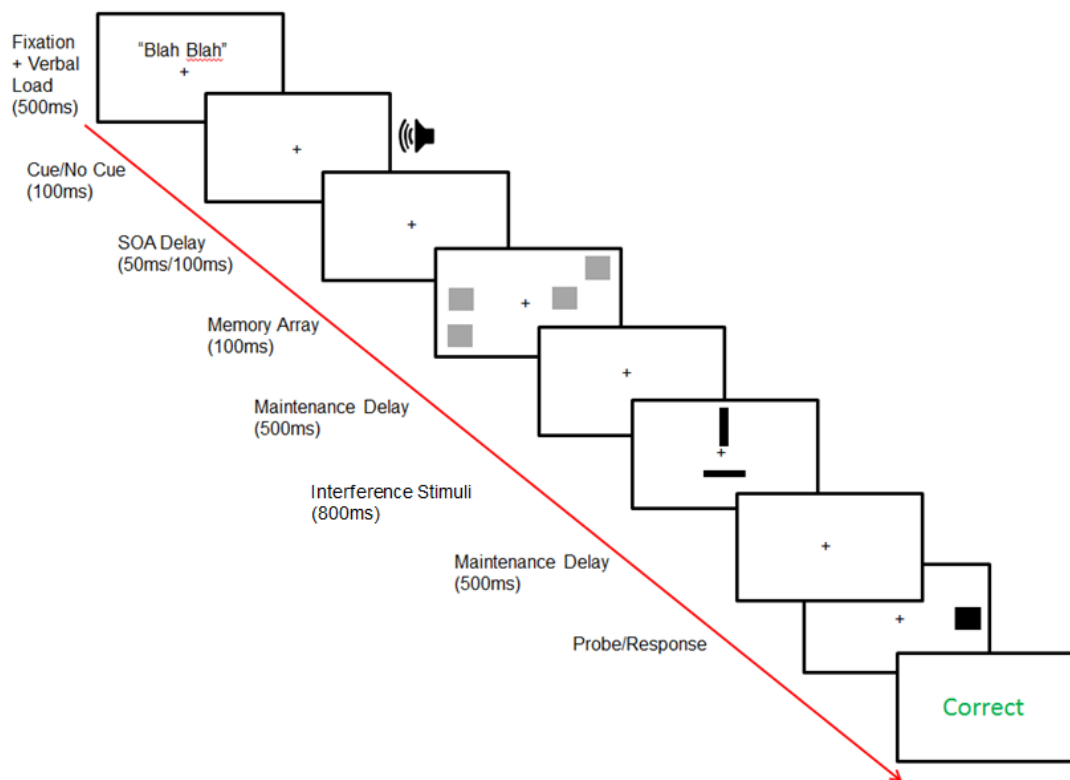 Fixation
+ Verbal
Load
(500ms)
“Blah Blah”
+
Cue/No Cue
(100ms)
+
SOA Delay
(50ms/100ms)
+
Memory Array
(100ms)
+
Maintenance Delay
(500ms)
+
Interference Stimuli
(800ms)
+
Maintenance Delay
(500ms)
+
Probe/Response
+
Correct